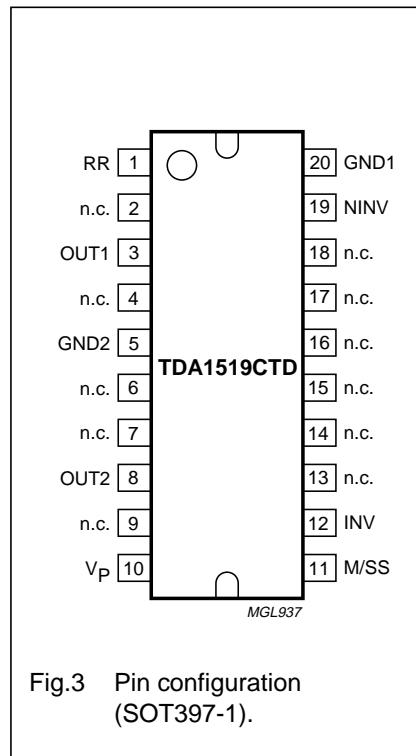 RR 1 20 GND1
n.c. 2 19 NINV
OUT1 3 18 n.c.
n.c. 4 17 n.c.
GND2 5 16 n.c.
TDA1519CTD
n.c. 6 15 n.c.
n.c. 7 14 n.c.
OUT2 8 13 n.c.
n.c. 9 12 INV
VP 10 11 M/SS
MGL937
Fig.3 Pin configuration
(SOT397-1).